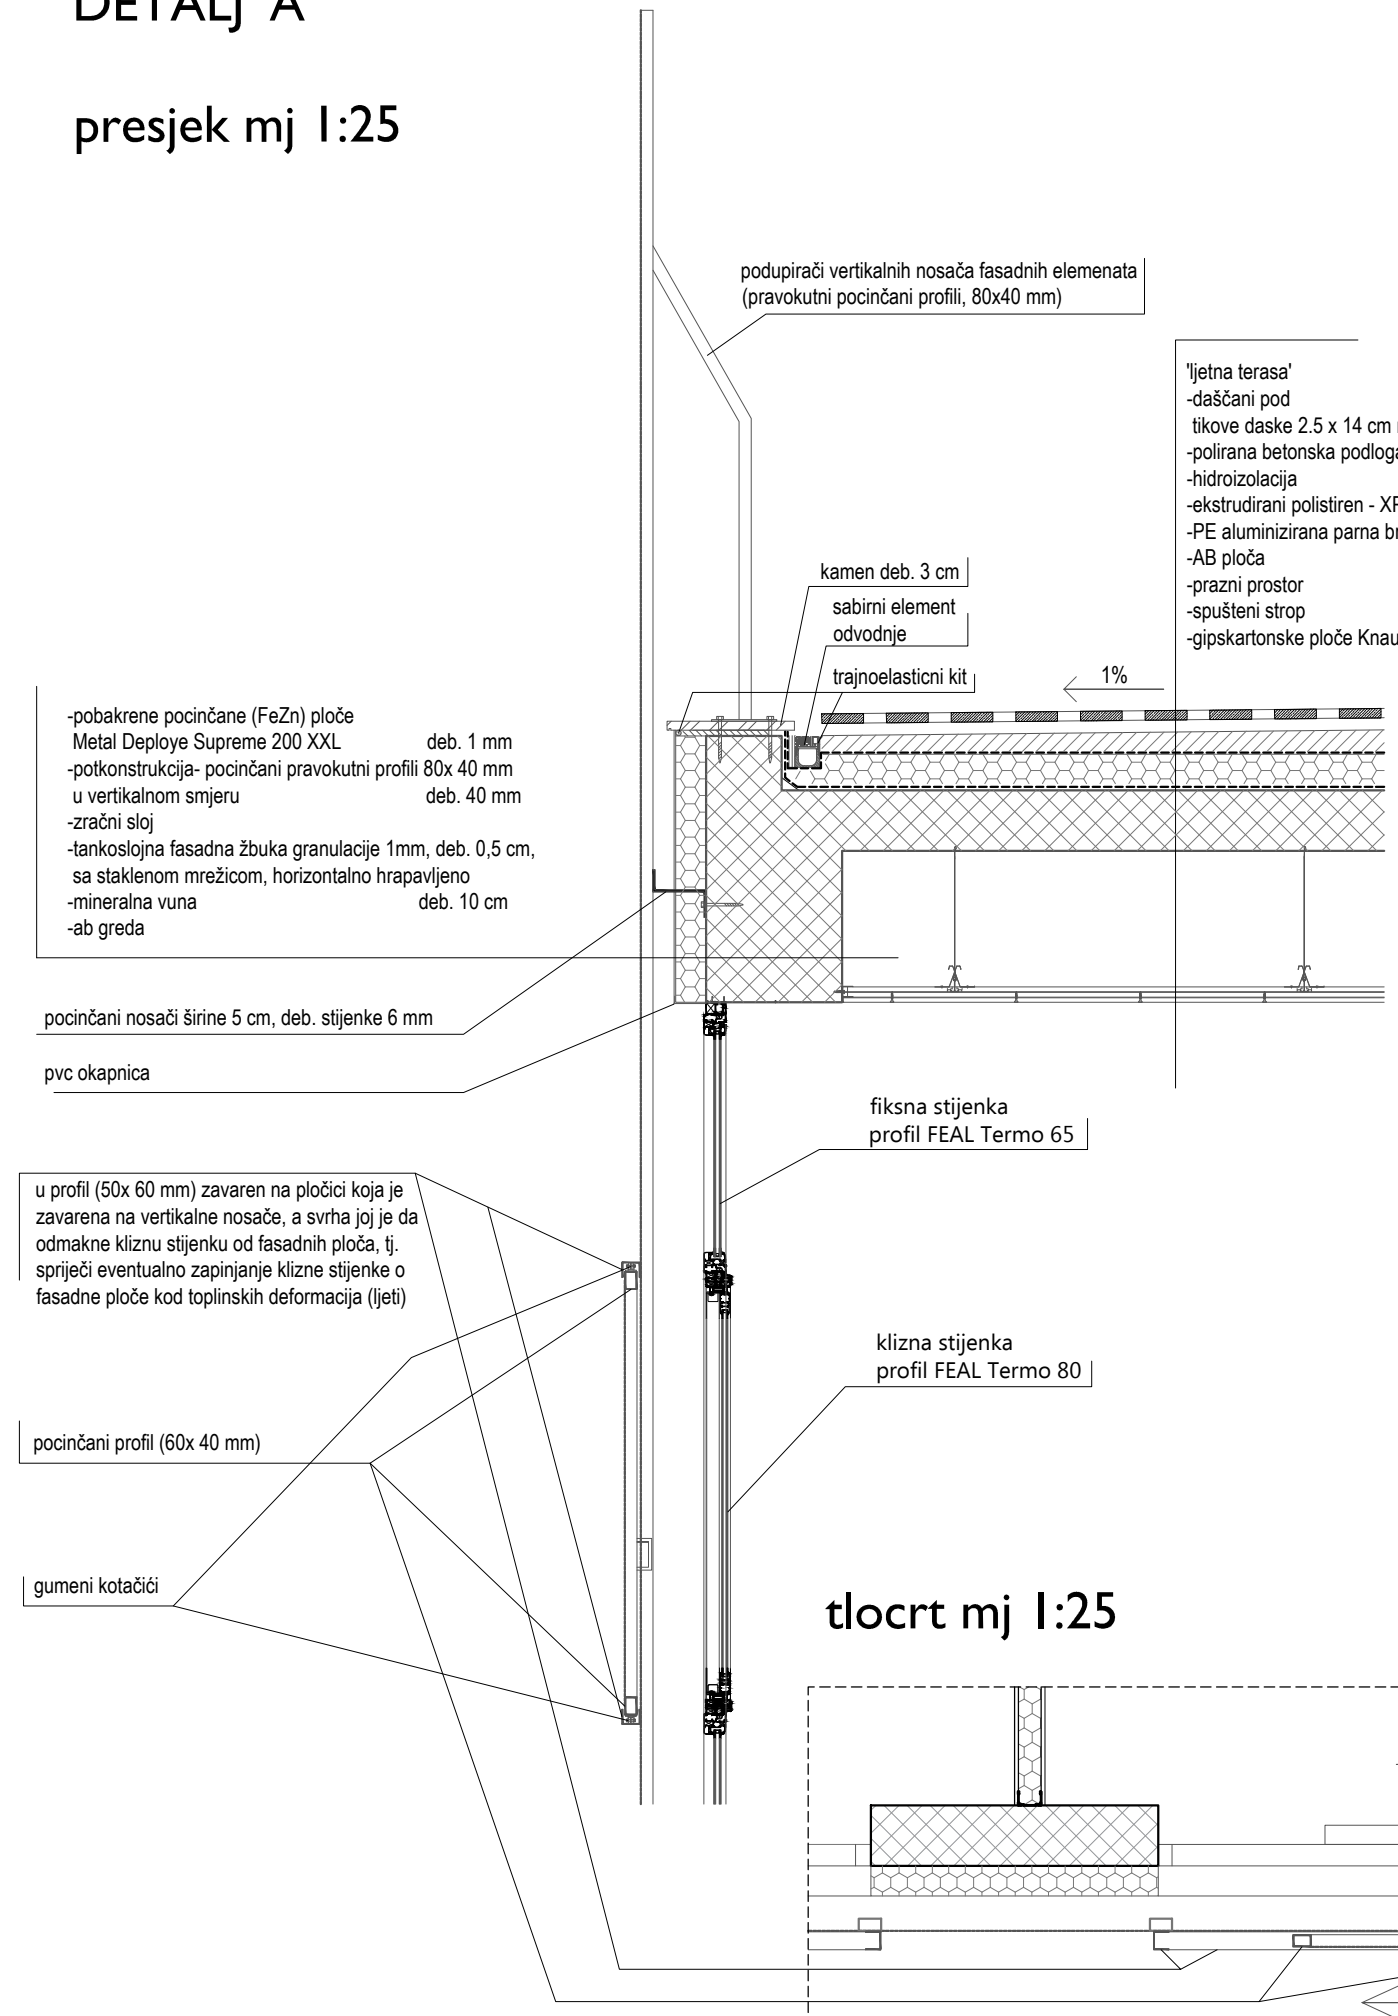 DETALJ A
presjek mj 1:25
podupirači vertikalnih nosača fasadnih elemenata
(pravokutni pocinčani profili, 80x40 mm)
'ljetna terasa'
-daščani pod
tikove daske 2.5 x 14 cm
-polirana betonska podloga
-hidroizolacija
-ekstrudirani polistiren -
-PE aluminizirana parna
-AB ploča
-prazni prostor
-spušteni strop
-gipskartonske ploče
kamen deb. 3 cm
sabirni element
odvodnje
trajnoelasticni kit
1%
-pobakrene pocinčane (FeZn) ploče
Metal Deploye Supreme 200 XXL deb. 1 mm
-potkonstrukcija- pocinčani pravokutni profili 80x 40 mm
u vertikalnom smjeru deb. 40 mm
-zračni sloj
-tankoslojna fasadna žbuka granulacije 1mm, deb. 0,5 cm,
sa staklenom mrežicom, horizontalno hrapavljeno
-mineralna vuna deb. 10 cm
-ab greda
pocinčani nosači širine 5 cm, deb. stijenke 6 mm
pvc okapnica
fiksna stijenka
profil FEAL Termo 65
u profil (50x 60 mm) zavaren na pločici koja je
zavarena na vertikalne nosače, a svrha joj je da
odmakne kliznu stijenku od fasadnih ploča, tj.
spriječi eventualno zapinjanje klizne stijenke o
fasadne ploče kod toplinskih deformacija (ljeti)
klizna stijenka
profil FEAL Termo 80
pocinčani profil (60x 40 mm)
gumeni kotačići
tlocrt mj 1:25